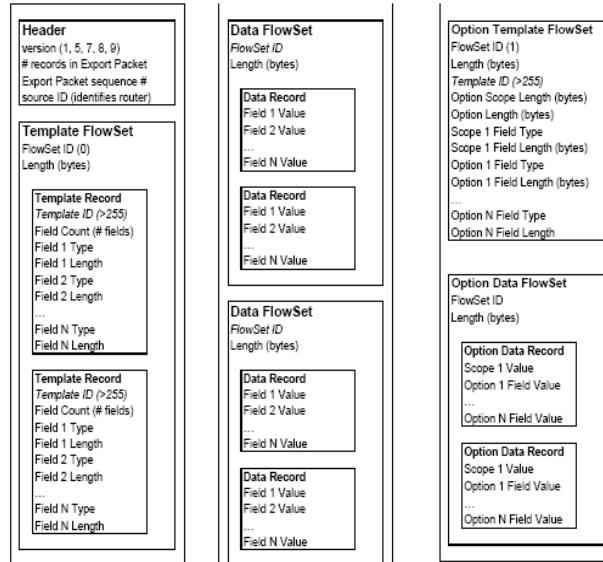 Header
version (1, 5, 7, 8, 9)
# records in Export Packet
Export Packet sequence #
source ID (identifies router)
Template FlowSet
FlowSet ID (0)
Length (bytes)
Template Record
Template ID (>255)
Field Count (# fields)
Field 1 Type
Field 1 Length
Field 2 Type
Field 2 Length
...
Field N Type
Field N Length
Template Record
Template ID (>255)
Field Count (# fields)
Field 1 Type
Field 1 Length
Field 2 Type
Field 2 Length
...
Field N Type
Field N Length
Data FlowSet
FlowSet ID
Length (bytes)
Data Record
Field 1 Value
Field 2 Value
...
Field N Value
Data Record
Field 1 Value
Field 2 Value
...
Field N Value
Data FlowSet
FlowSet ID
Length (bytes)
Data Record
Field 1 Value
Field 2 Value
...
Field N Value
Data Record
Field 1 Value
Field 2 Value
...
Field N Value
Option Template FlowSet
FlowSet ID (1)
Length (bytes)
Template ID (>255)
Option Scope Length (bytes)
Option Length (bytes)
Scope 1 Field Type
Scope 1 Field Length (bytes)
Option 1 Field Type
Option 1 Field Length (bytes)
...
Option N Field Type
Option N Field Length
Option Data FlowSet
FlowSet ID
Length (bytes)
Option Data Record
Scope 1 Value
Option 1 Field Value
...
Option N Field Value
Option Data Record
Scope 1 Value
Option 1 Field Value
...
Option N Field Value